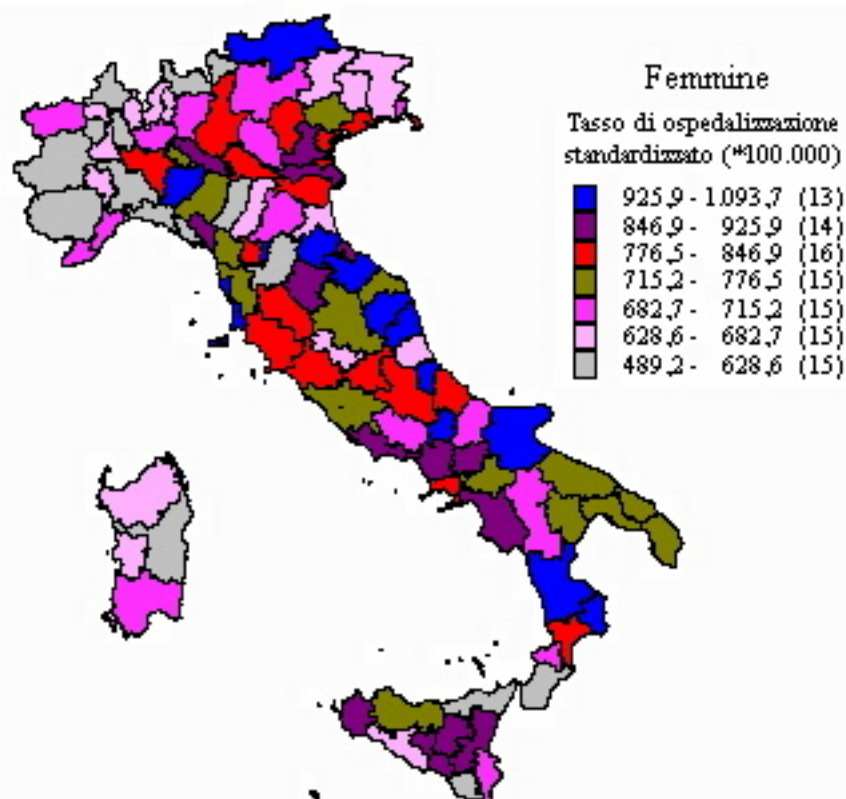 Femmine
Tasso di ospedalizzazione
standardizzato (*100.000)
925,9 - 1.093,7 (13)
846,9 - 925,9 (14)
776,5 - 846,9 (16)
715,2 - 776,5 (15)
682,7 - 715,2 (15)
628,6 - 682,7 (15)
489,2 - 628,6 (15)